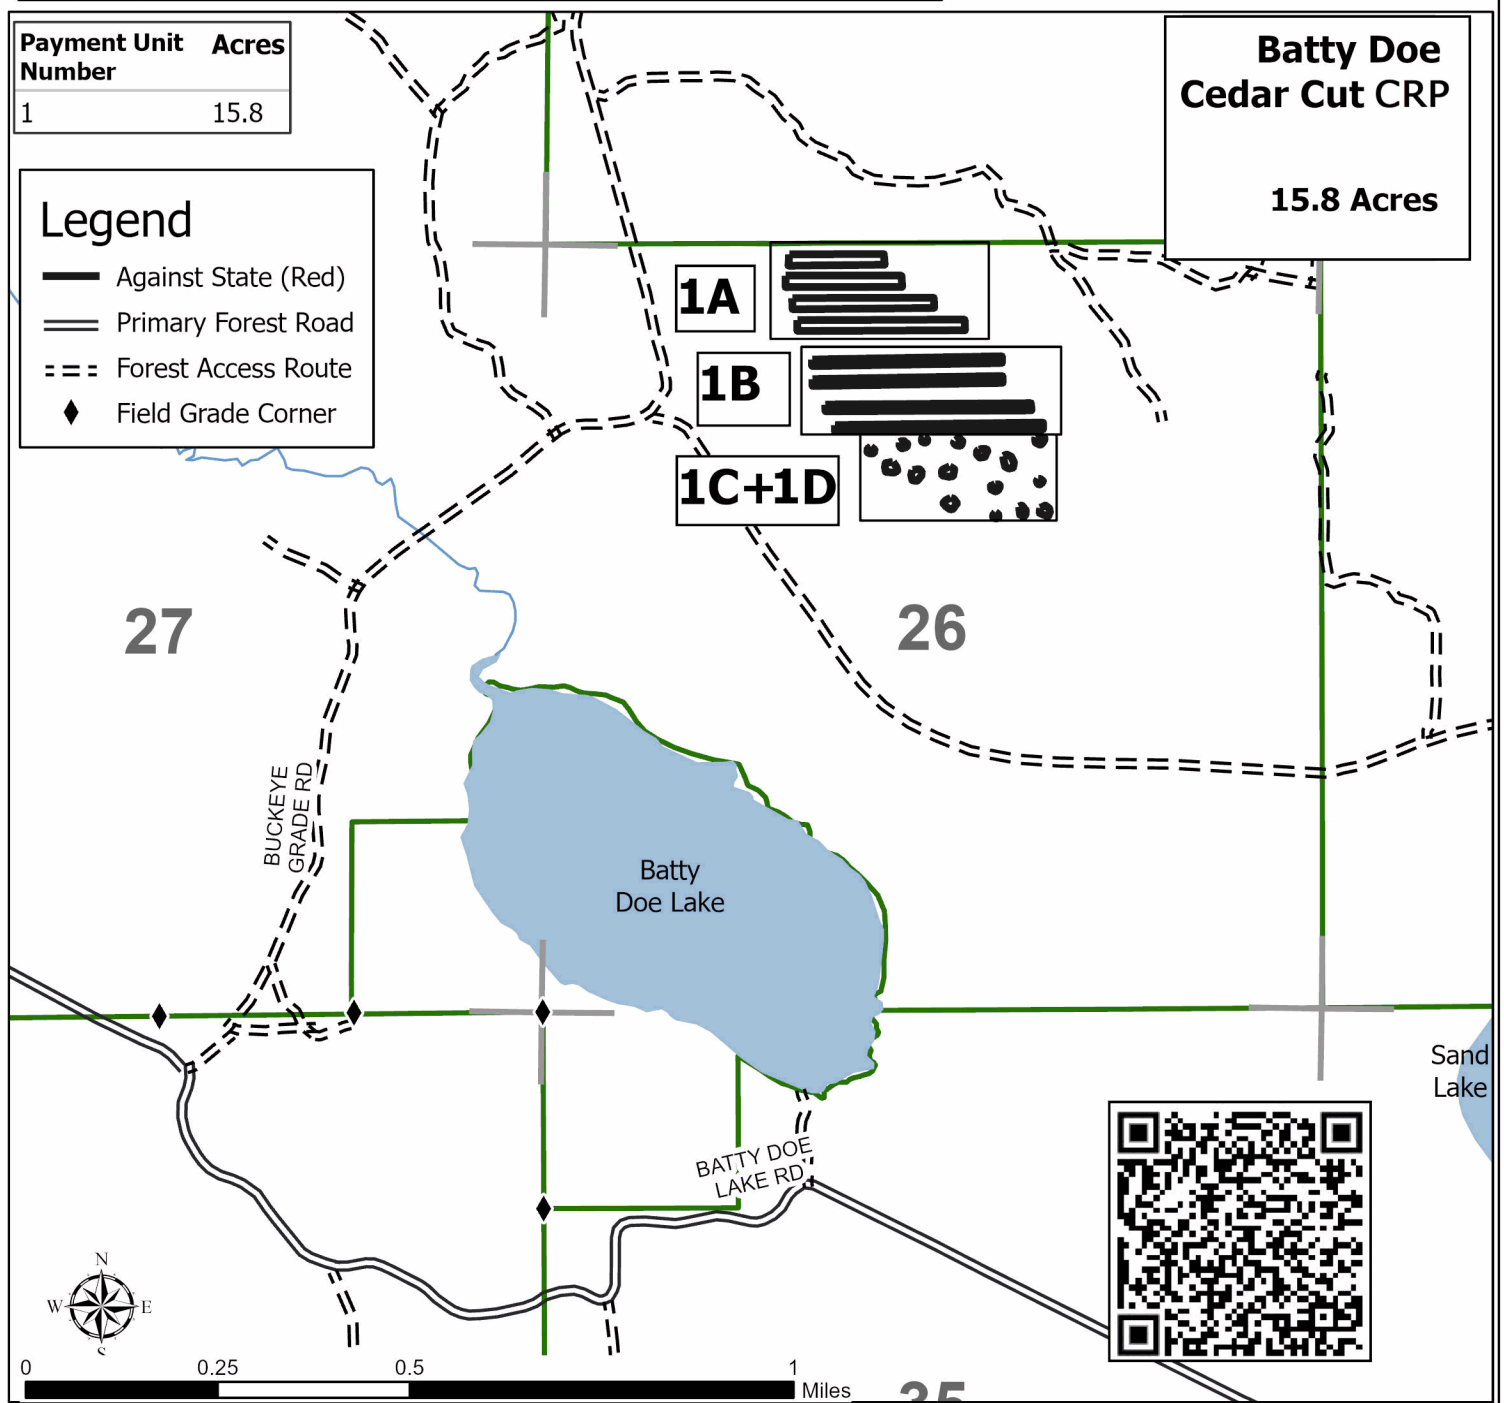 Payment Unit Acres
Number
1 15.8
Batty Doe
Cedar Cut CRP
15.8 Acres
Legend
Against State (Red)
Primary Forest Road
Forest Access Route
Field Grade Corner
1A
1B
1C+1D
27
26
BUCKEYE
GRADE RD
Batty
Doe Lake
Sand
Lake
BATTY DOE
LAKE RD
N
W E
S
0 0.25 0.5 1
Miles
35